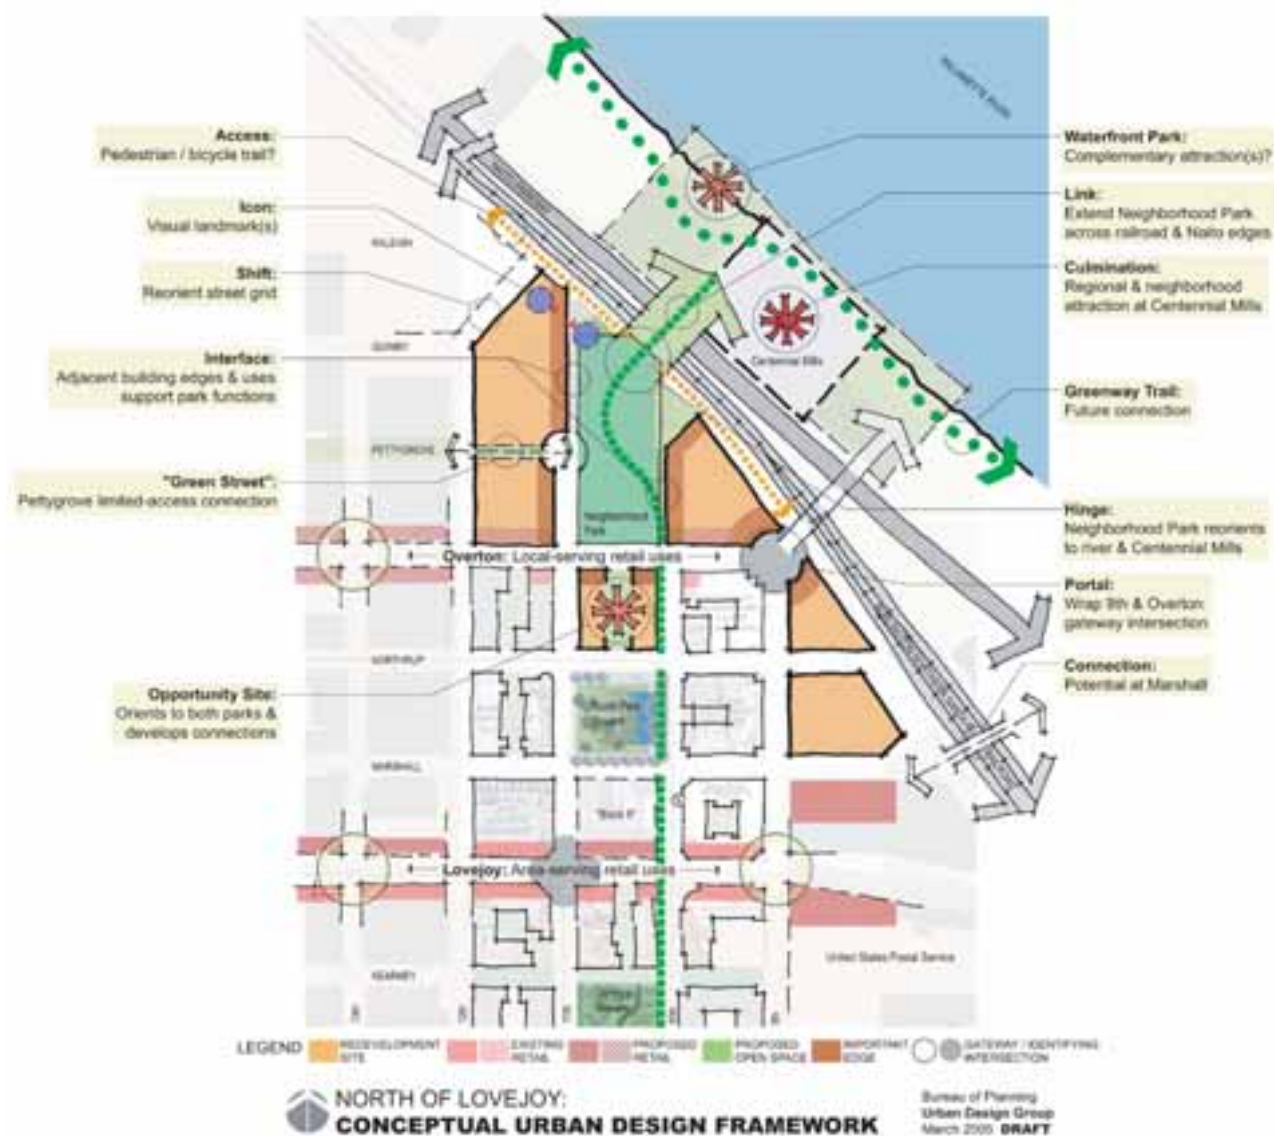 Access:
Pedestrian / bicycle trail?
Icon:
Visual landmark(s)
Shift:
Reorient street grid
Interface:
Adjacent building edges & uses
support park functions
"Green Street":
Pettygrove limited-access connection
Opportunity Site:
Orients to both parks &
develops connections
Waterfront Park:
Complementary attraction(s)?
Link:
Extend Neighborhood Park
across railroad & Naito edges
Culmination:
Regional & neighborhood
attraction at Centennial Mills
Greenway Trail:
Future connection
Hinge:
Neighborhood Park reorients
to river & Centennial Mills
Portal:
Wrap 9th & Overton
gateway intersection
Connection:
Potential at Marshall
RALEIGH
QUIMBY
PETTYGROVE
NORTHRUP
MARSHALL
KEARNEY
Centennial Mills
Neighborhood
Park
Overton: Local-serving retail uses
Lovejoy: Area-serving retail uses
United States Postal Service
LEGEND
REDEVELOPMENT
SITE
EXISTING
RETAIL
PROPOSED
RETAIL
PROPOSED
OPEN SPACE
IMPORTANT
EDGE
GATEWAY / IDENTIFYING
INTERSECTION
NORTH OF LOVEJOY:
CONCEPTUAL URBAN DESIGN FRAMEWORK
Bureau of Planning
Urban Design Group
March 2005 DRAFT